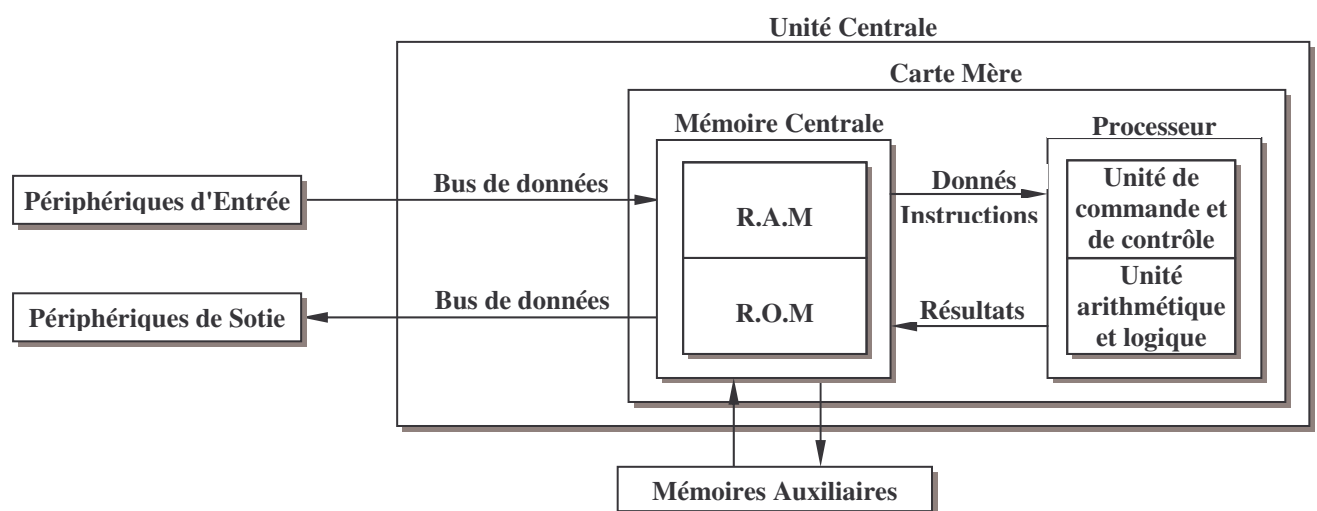 Unité Centrale
Carte Mère
Mémoire Centrale
Processeur
Périphériques d'Entrée
Bus de données
R.A.M
Donnés
Instructions
Unité de
commande et
de contrôle
Périphériques de Sotie
Bus de données
R.O.M
Résultats
Unité
arithmétique
et logique
Mémoires Auxiliaires